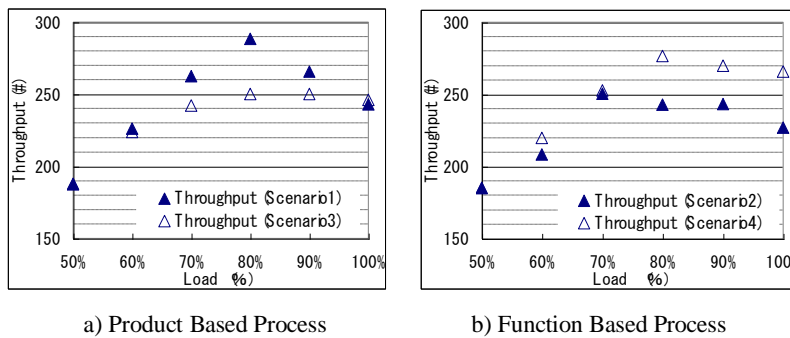 300
250
200
150
Throughput (#)
Throughput (Scenario1)
Throughput (Scenario3)
50% 60% 70% 80% 90% 100%
Load (%)
a) Product Based Process
300
250
200
150
Throughput (#)
Throughput (Scenario2)
Throughput (Scenario4)
50% 60% 70% 80% 90% 100
Load (%)
b) Function Based Process